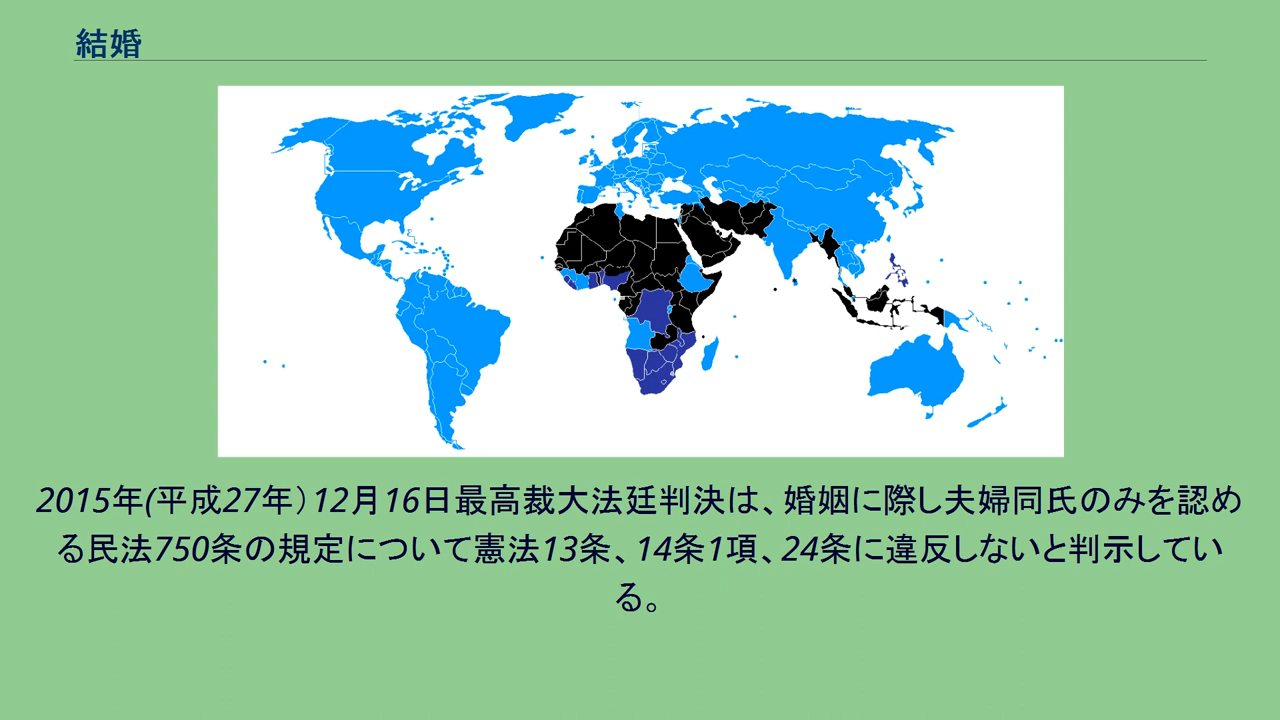 結婚
2015年(平成27年）12月16日最高裁大法廷判決は、婚姻に際し夫婦同氏のみを認め
る民法750条の規定について憲法13条、14条1項、24条に違反しないと判示してい
る。